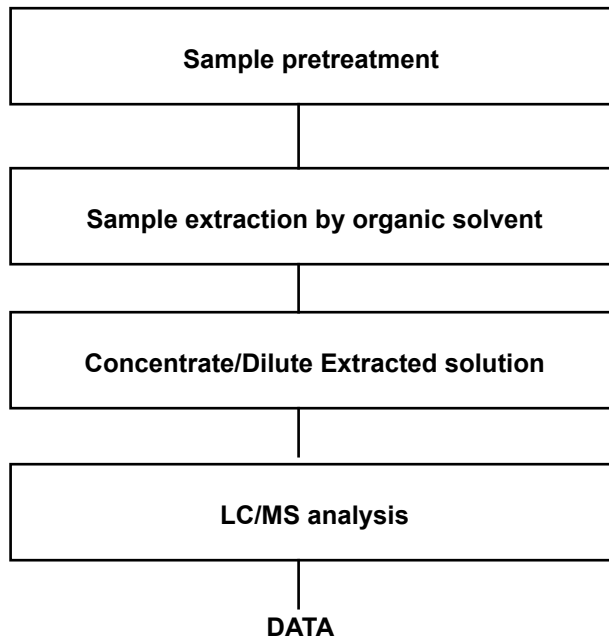 Sample pretreatment
Sample extraction by organic solvent
Concentrate/Dilute Extracted solution
LC/MS analysis
DATA